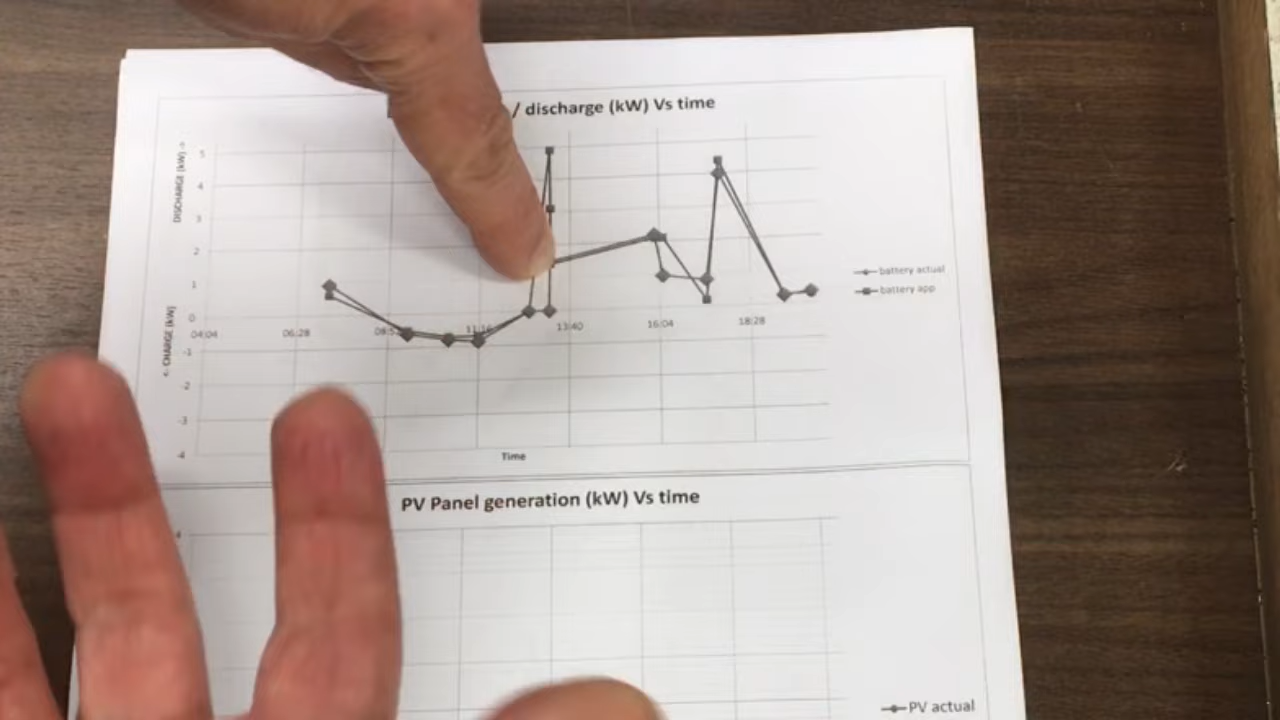 / discharge (kW) Vs time
DISCHARGE (kW) ->
5
4
3
2
1
0
-1
-2
-3
-4
<- CHARGE (kW)
04:04
06:28
11:16
13:40
16:04
18:28
Time
battery actual
battery app
PV Panel generation (kW) Vs time
4
PV actual